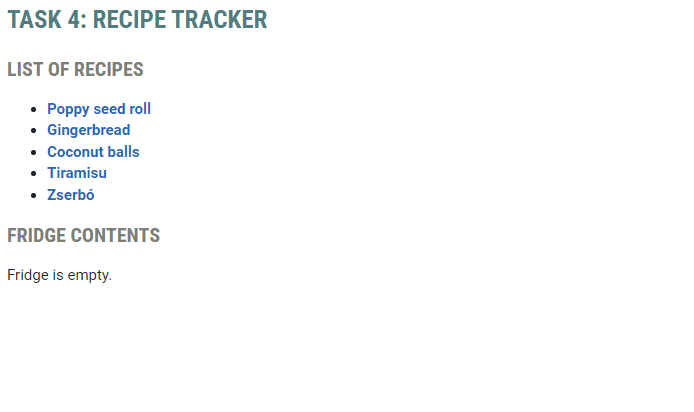 TASK 4: RECIPE TRACKER
LIST OF RECIPES
Poppy seed roll
Gingerbread
Coconut balls
Tiramisu
Zserbó
FRIDGE CONTENTS
Fridge is empty.